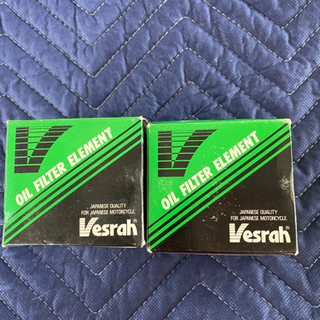 V
OIL FILTER ELEMENT
JAPANESE QUALITY
FOR JAPANESE MOTORCYCLE
Vesrah
V
OIL FILTER ELEMENT
JAPANESE QUALITY
FOR JAPANESE MOTORCYCLE
Vesrah